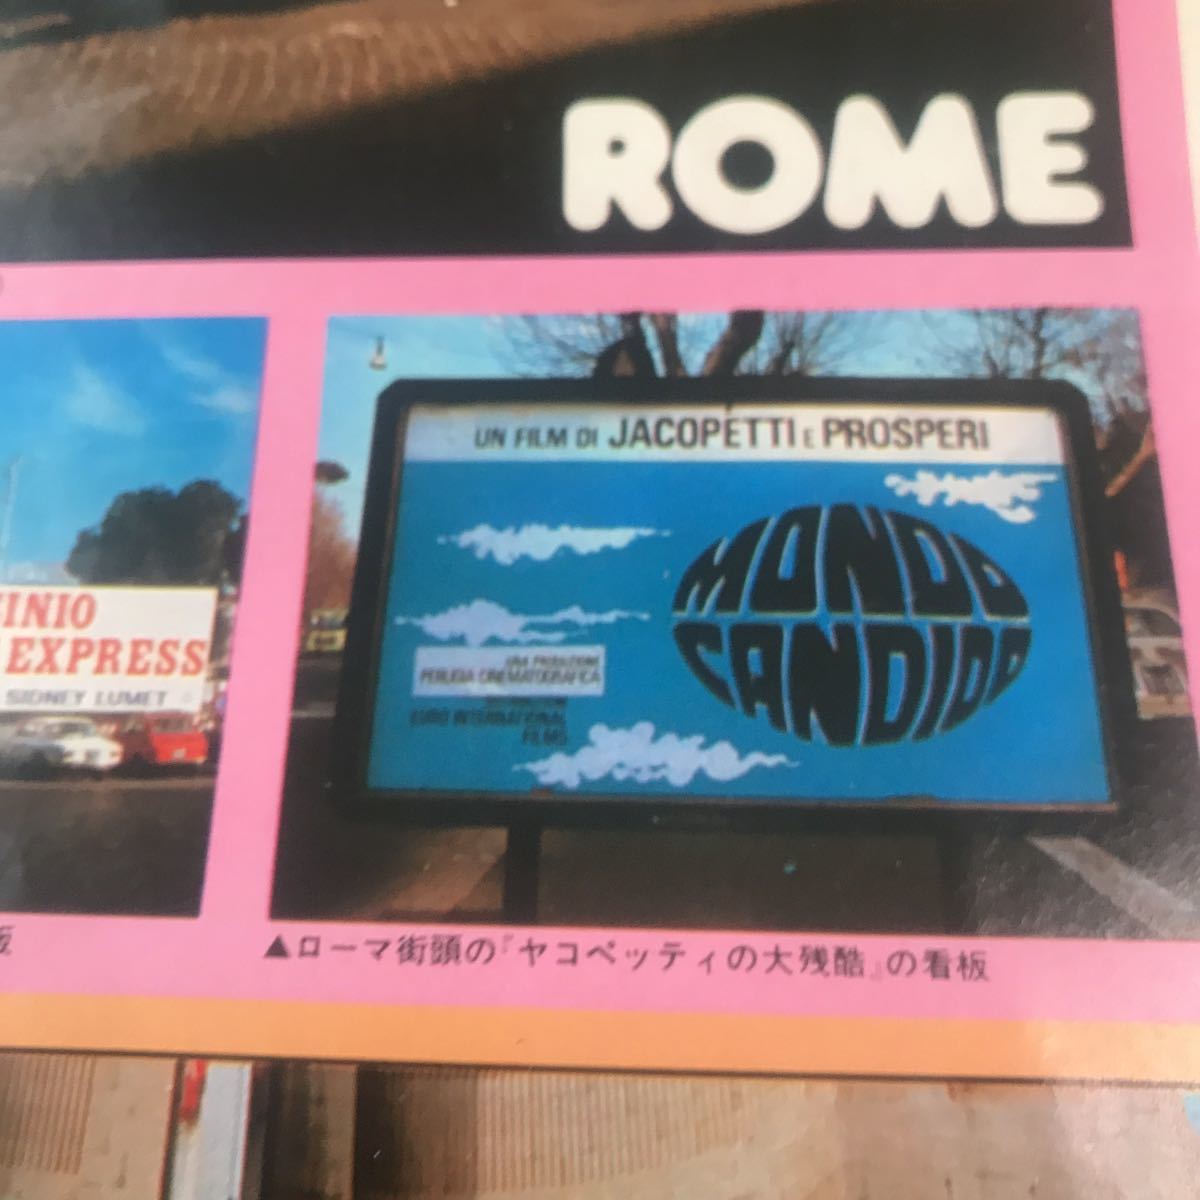 ROME
INIO
EXPRESS
SIDNEY LUMET
UN FILM DI JACOPETTI E PROSPERI
MONDO
CANDIDO
UNA PRODUZIONE
PERUGIA CINEMATOGRAFICA
DISTRIBUZIONE
EURO INTERNATIONAL
FILMS
版
▲ローマ街頭の『ヤコペッティの大残酷』の看板